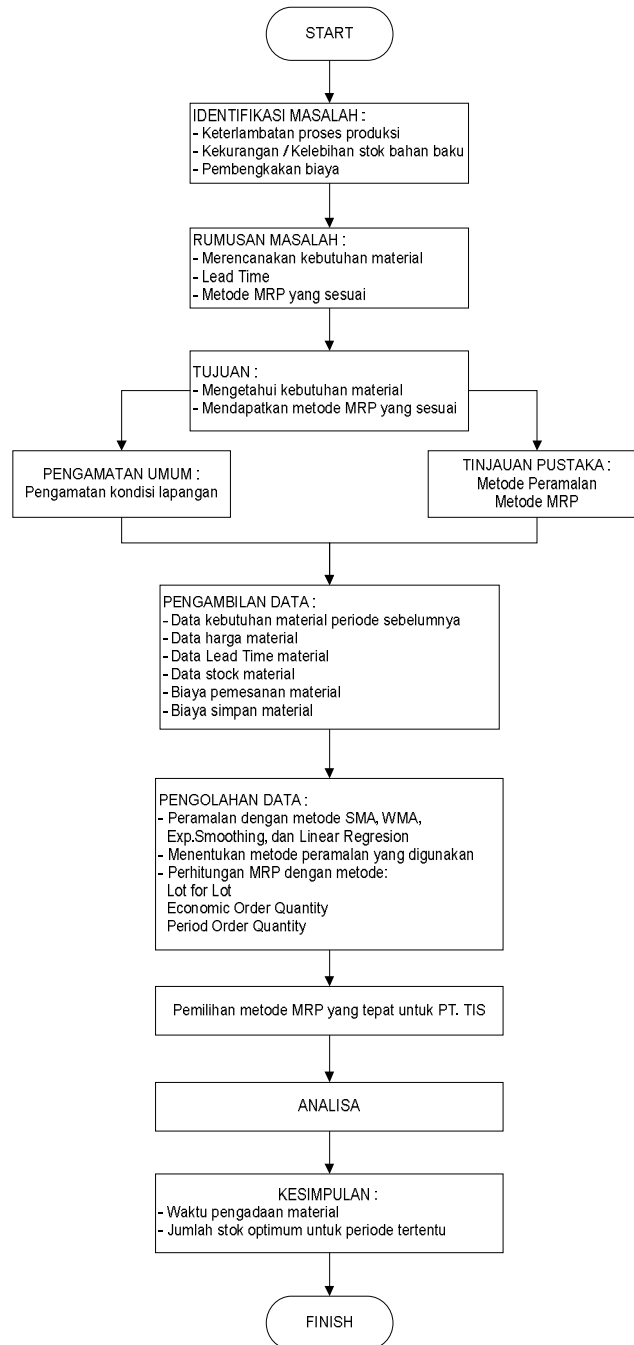 START
IDENTIFIKASI MASALAH :
- Keterlambatan proses produksi
- Kekurangan / Kelebihan stok bahan baku
- Pembengkakan biaya
RUMUSAN MASALAH :
- Merencanakan kebutuhan material
- Lead Time
- Metode MRP yang sesuai
TUJUAN :
- Mengetahui kebutuhan material
- Mendapatkan metode MRP yang sesuai
PENGAMATAN UMUM :
Pengamatan kondisi lapangan
TINJAUAN PUSTAKA :
Metode Peramalan
Metode MRP
PENGAMBILAN DATA :
- Data kebutuhan material periode sebelumnya
- Data harga material
- Data Lead Time material
- Data stock material
- Biaya pemesanan material
- Biaya simpan material
PENGOLAHAN DATA :
- Peramalan dengan metode SMA, WMA,
Exp.Smoothing, dan Linear Regresion
- Menentukan metode peramalan yang digunakan
- Perhitungan MRP dengan metode:
Lot for Lot
Economic Order Quantity
Period Order Quantity
Pemilihan metode MRP yang tepat untuk PT. TIS
ANALISA
KESIMPULAN :
- Waktu pengadaan material
- Jumlah stok optimum untuk periode tertentu
FINISH